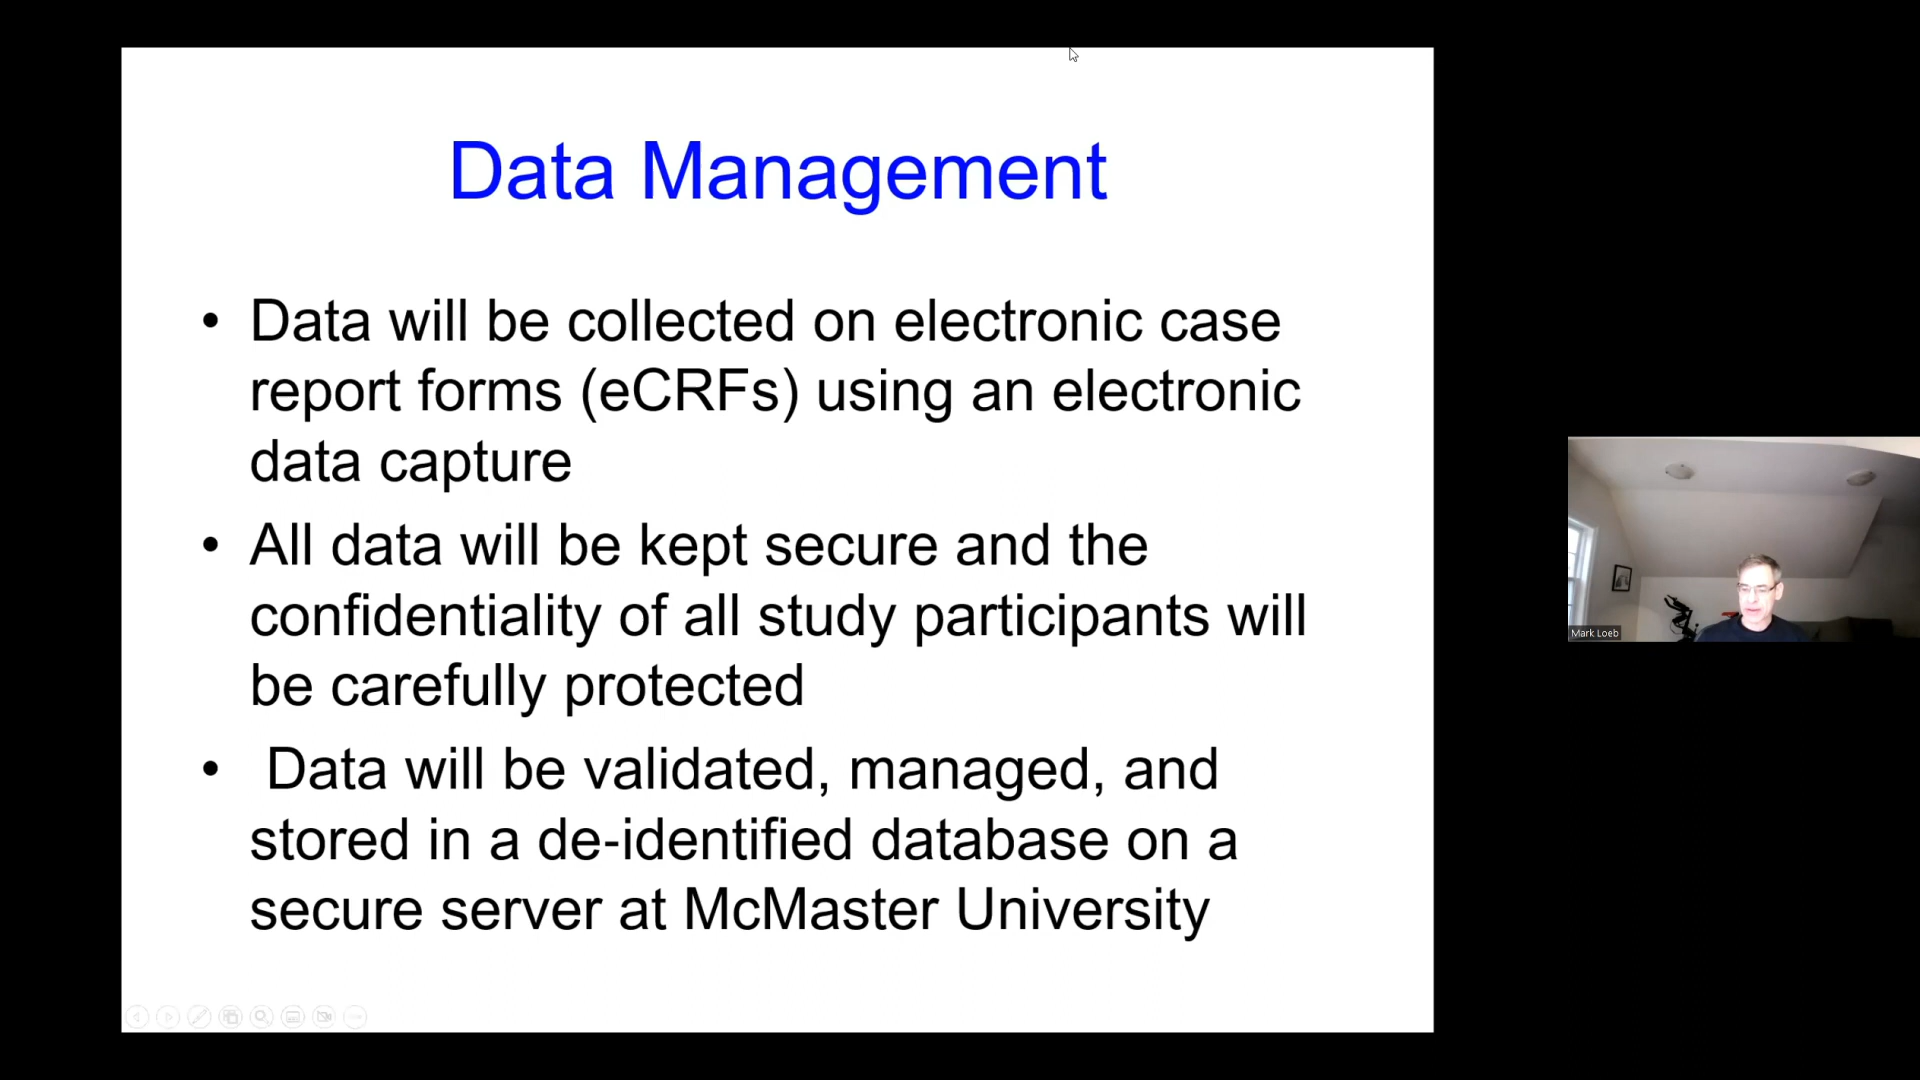 Data Management
• Data will be collected on electronic case
report forms (eCRFs) using an electronic
data capture
• All data will be kept secure and the
confidentiality of all study participants will
be carefully protected
• Data will be validated, managed, and
stored in a de-identified database on a
secure server at McMaster University
Mark Loeb